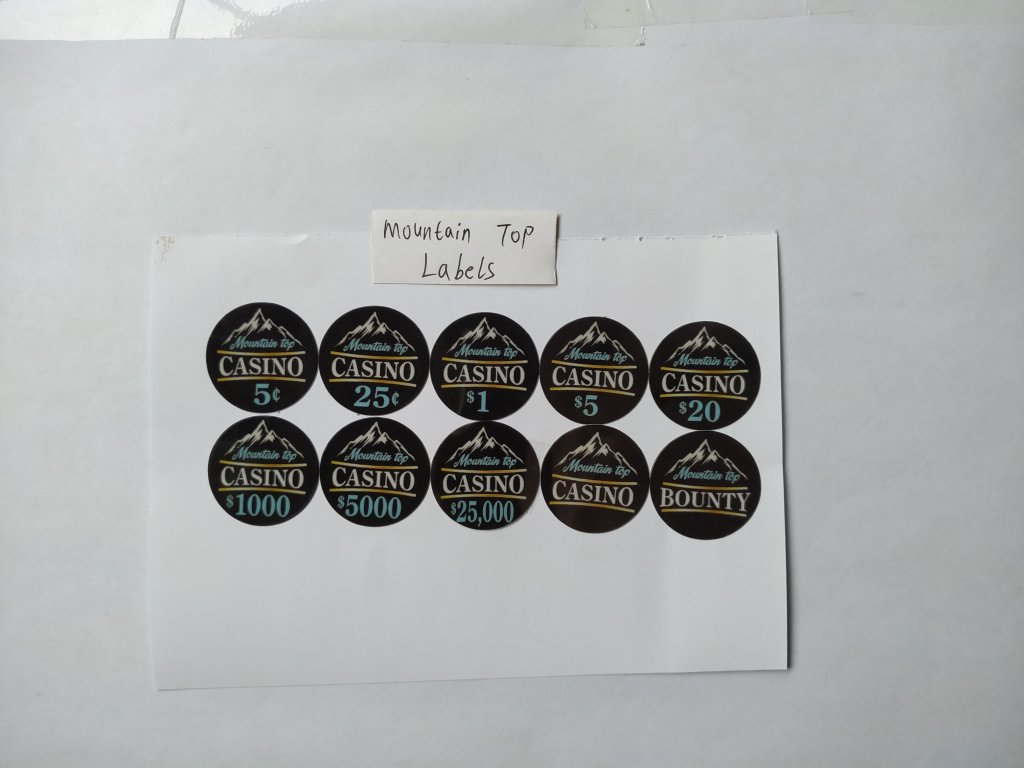 Mountain Top
Labels
Mountain top
CASINO
5¢
Mountain top
CASINO
25¢
Mountain top
CASINO
$1
Mountain top
CASINO
$5
Mountain top
CASINO
$20
Mountain top
CASINO
$1000
Mountain top
CASINO
$5000
Mountain top
CASINO
$25,000
Mountain top
CASINO
Mountain top
BOUNTY